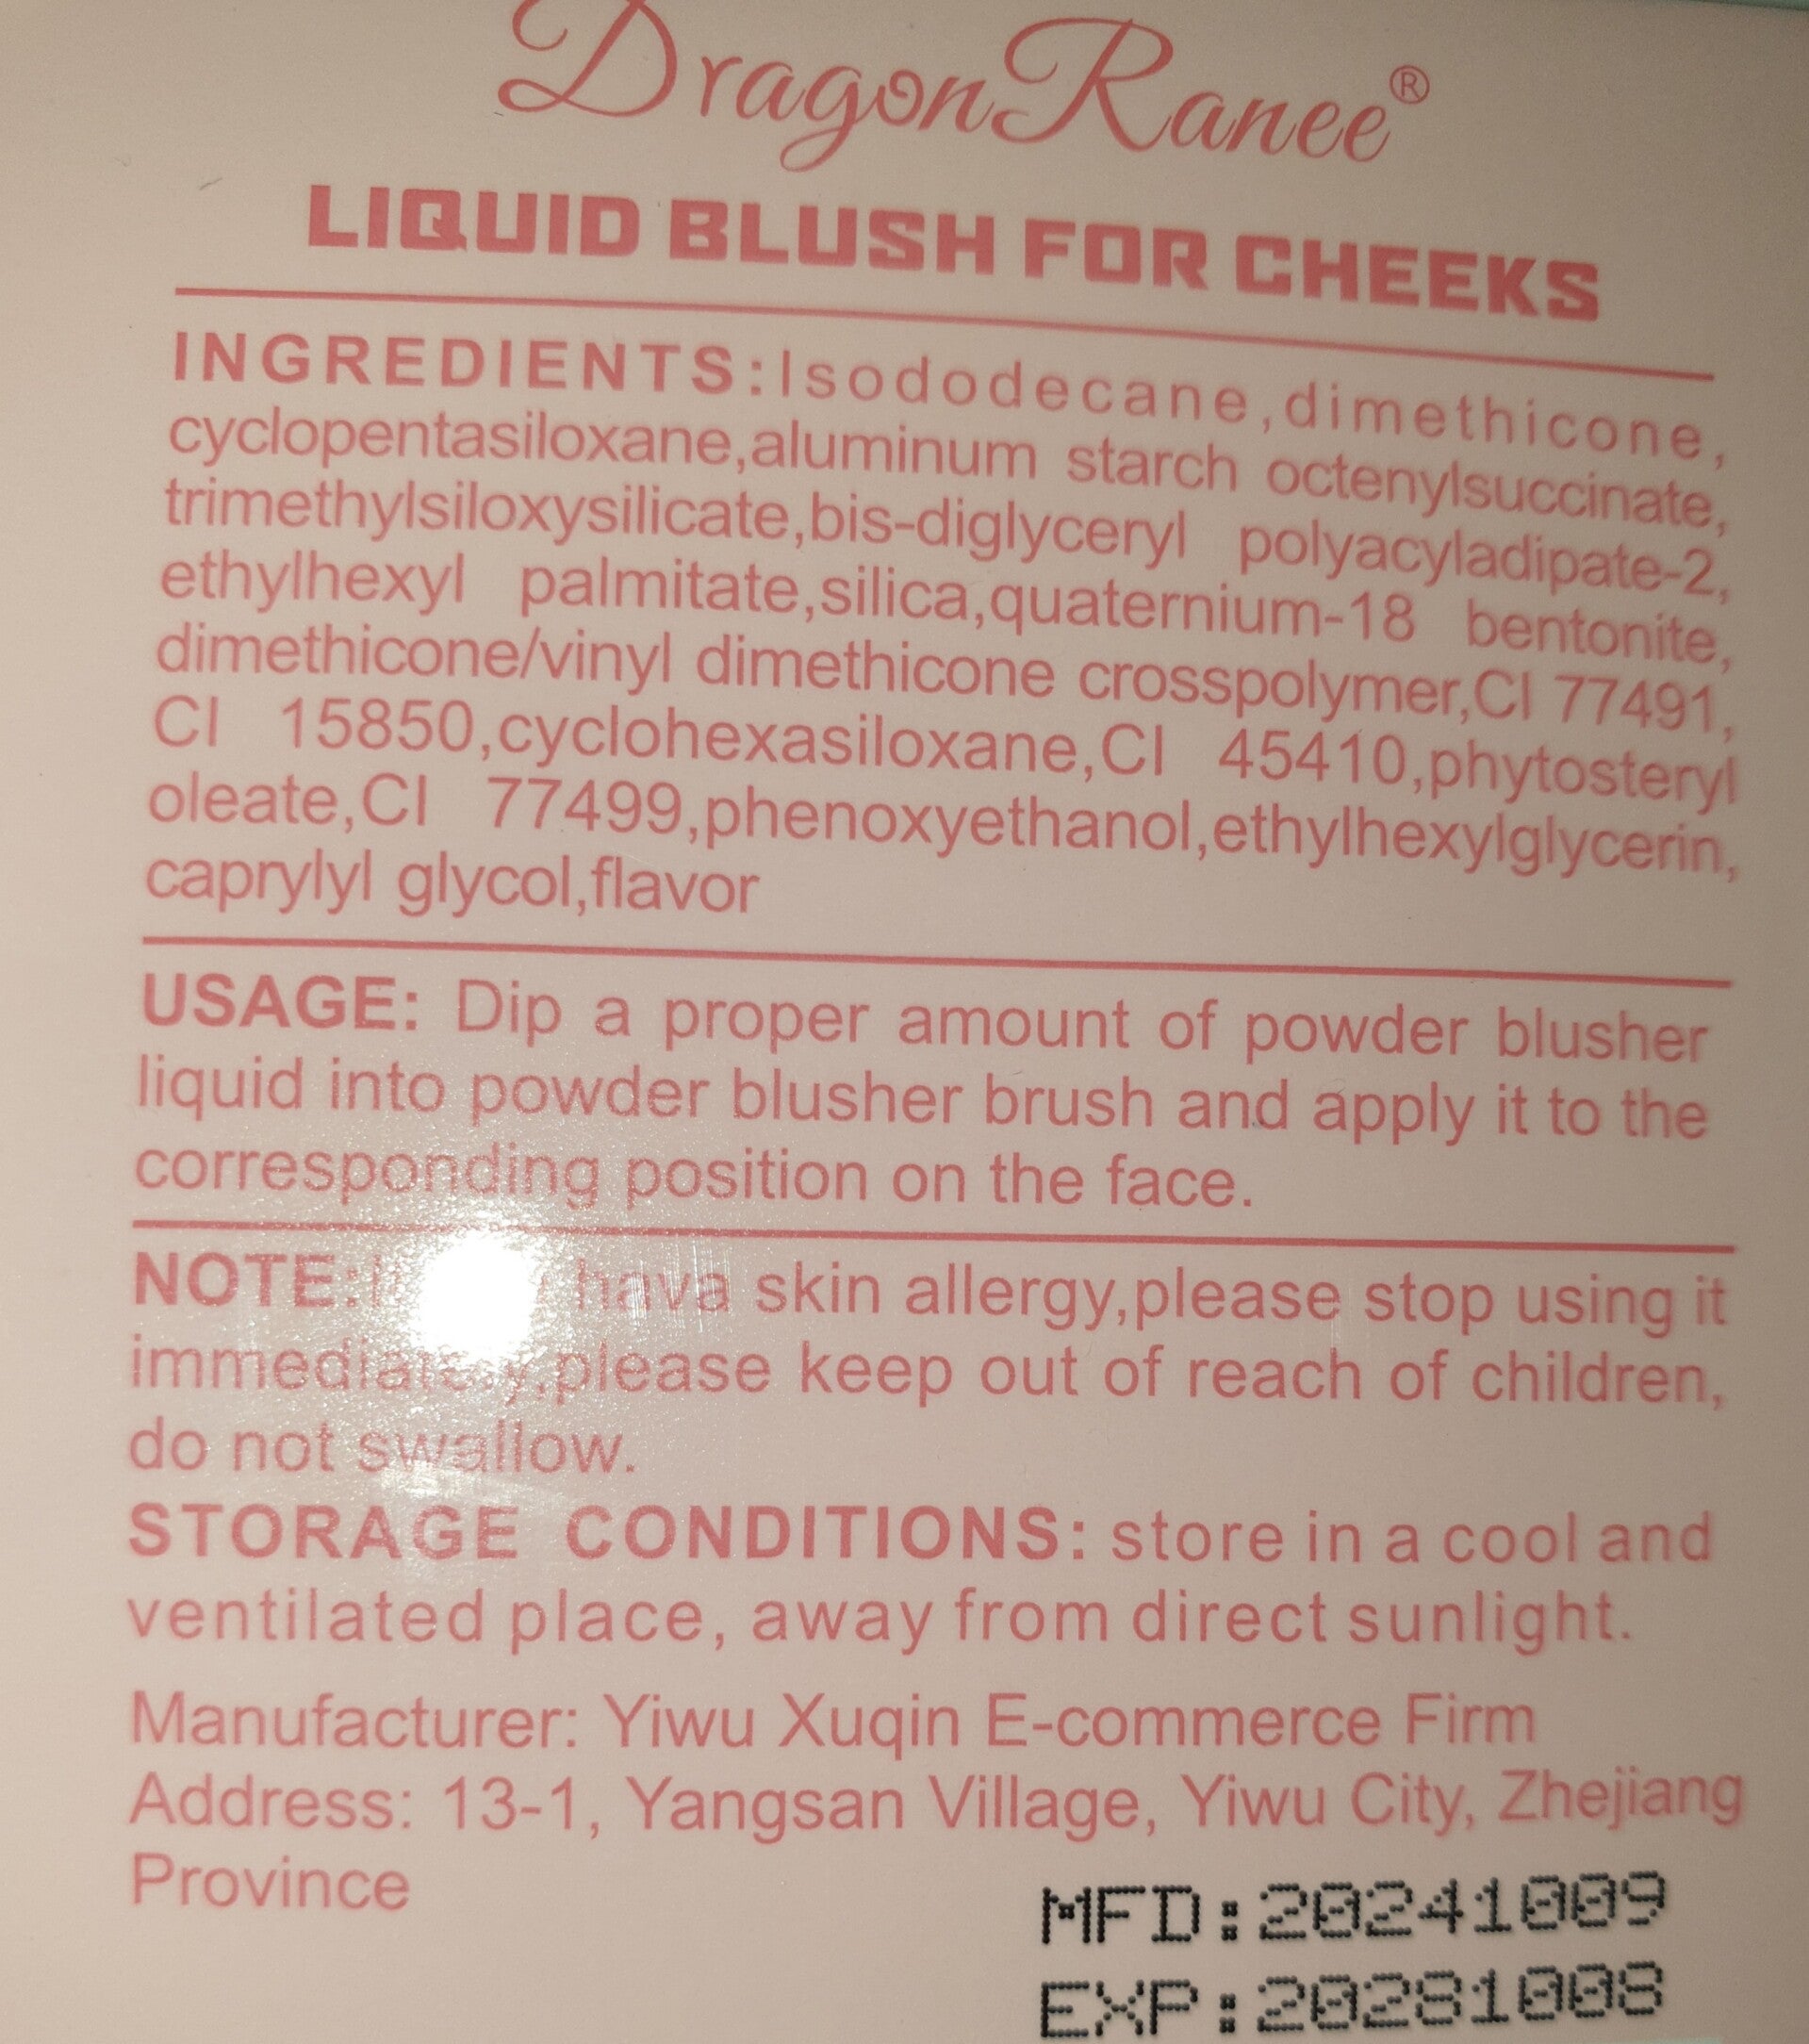 DragonRanee®
LIQUID BLUSH FOR CHEEKS
INGREDIENTS:Isododecane,dimethicone,
cyclopentasiloxane,aluminum starch octenylsuccinate,
trimethylsiloxysilicate,bis-diglyceryl polyacyladipate-2,
ethylhexyl palmitate,silica,quaternium-18 bentonite,
dimethicone/vinyl dimethicone crosspolymer,CI 77491,
CI 15850,cyclohexasiloxane,CI 45410,phytosteryl
oleate,CI 77499,phenoxyethanol,ethylhexylglycerin,
caprylyl glycol,flavor
USAGE: Dip a proper amount of powder blusher
liquid into powder blusher brush and apply it to the
corresponding position on the face.
NOTE: hava skin allergy,please stop using it
immediately,please keep out of reach of children,
do not swallow.
STORAGE CONDITIONS: store in a cool and
ventilated place, away from direct sunlight.
Manufacturer: Yiwu Xuqin E-commerce Firm
Address: 13-1, Yangsan Village, Yiwu City, Zhejiang
Province
MFD:20241009
EXP:20281008